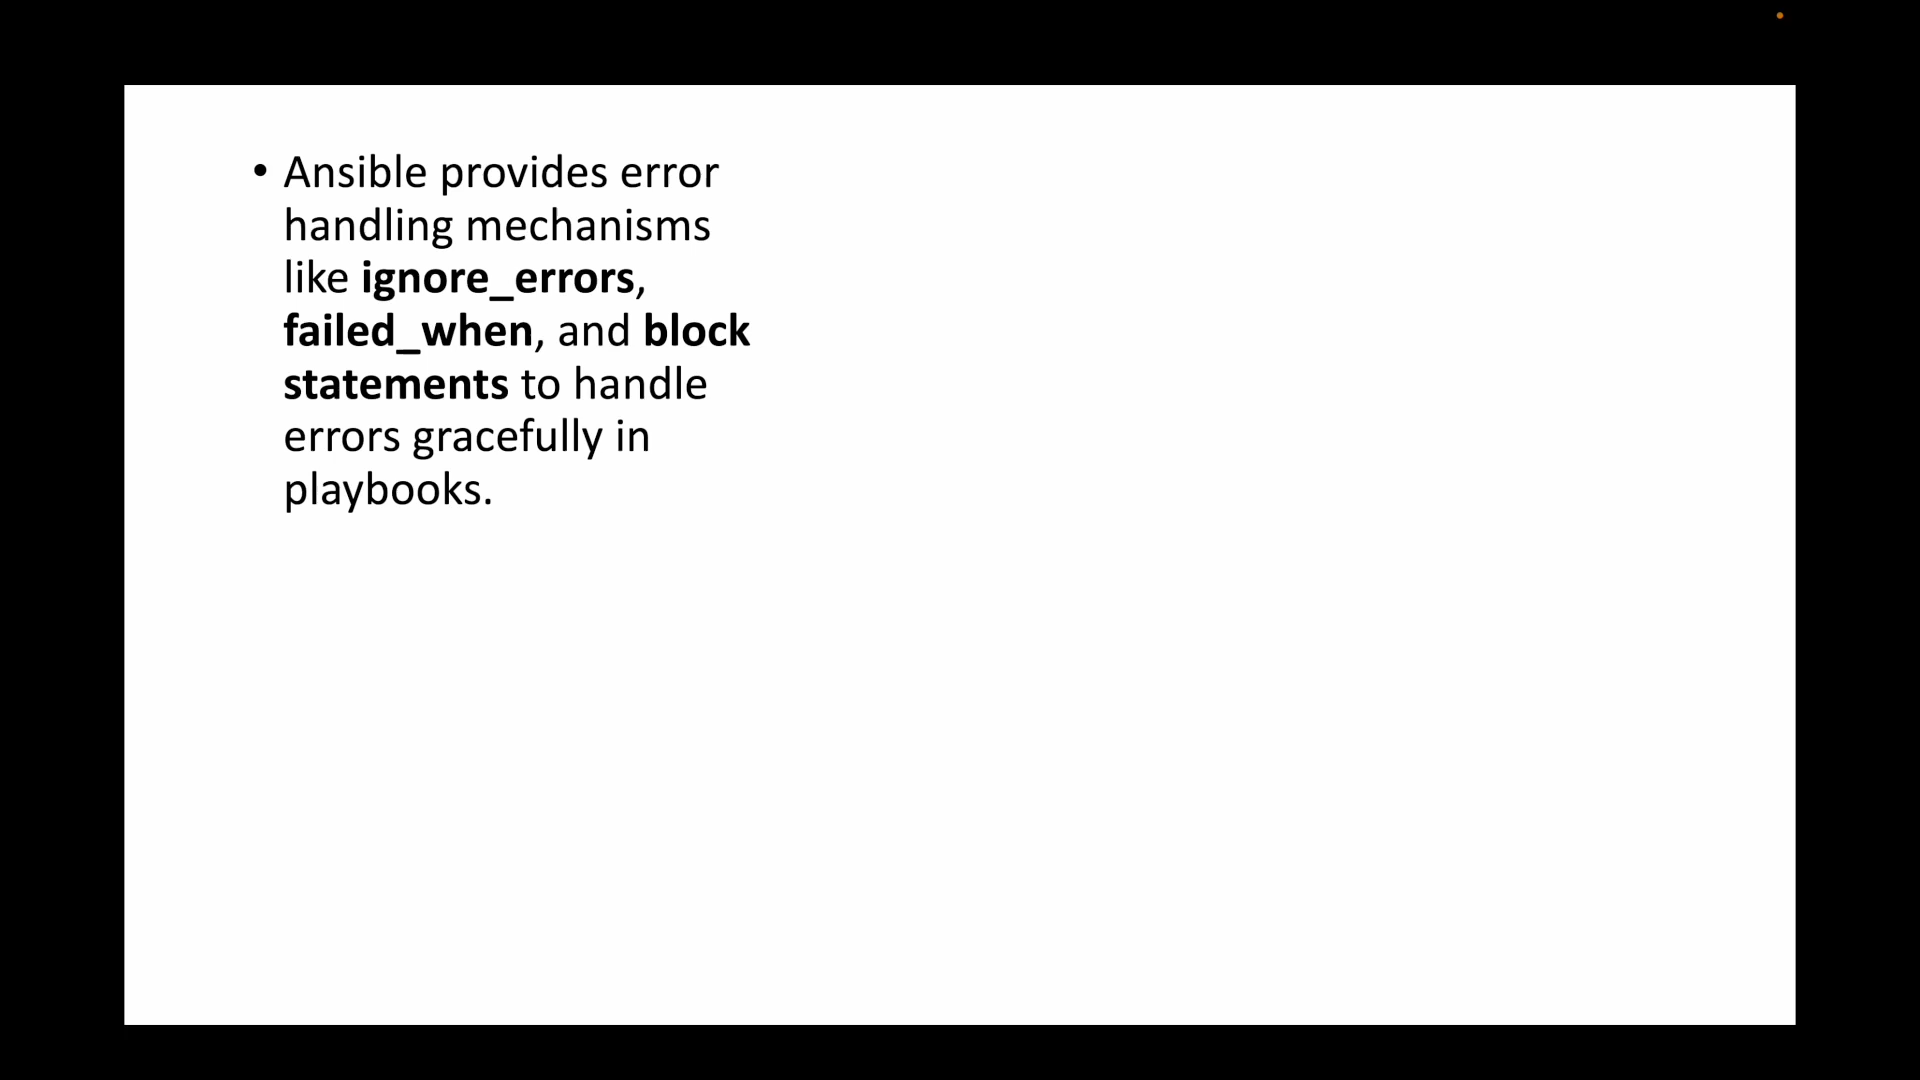 • Ansible provides error
handling mechanisms
like ignore_errors,
failed_when, and block
statements to handle
errors gracefully in
playbooks.